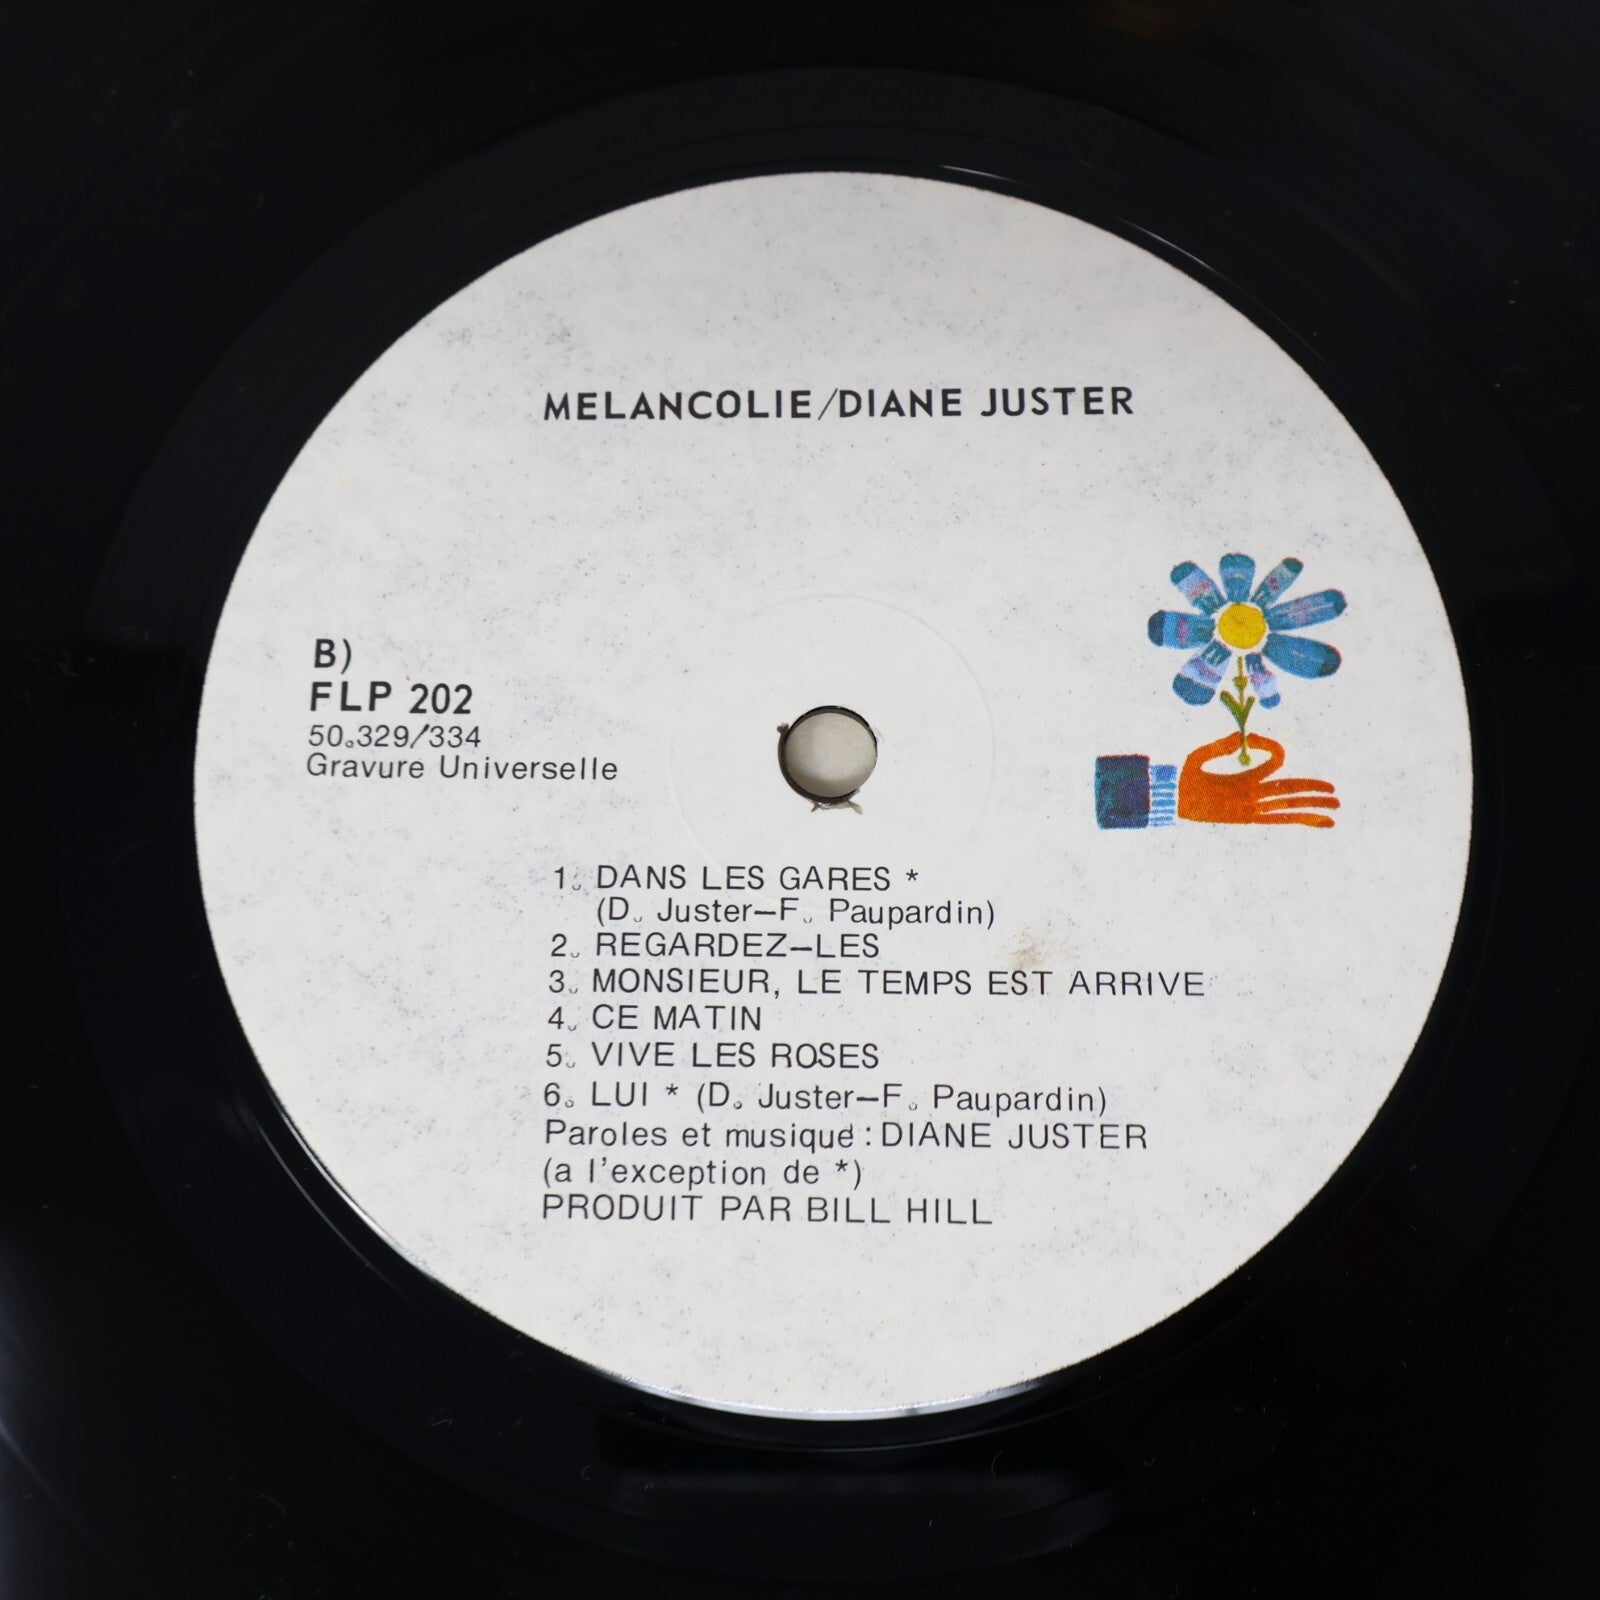 MELANCOLIE/DIANE JUSTER
B)
FLP 202
50.329/334
Gravure Universelle
1. DANS LES GARES *
(D. Juster–F. Paupardin)
2. REGARDEZ–LES
3. MONSIEUR, LE TEMPS EST ARRIVE
4. CE MATIN
5. VIVE LES ROSES
6. LUI * (D. Juster–F. Paupardin)
Paroles et musique : DIANE JUSTER
(a l'exception de *)
PRODUIT PAR BILL HILL